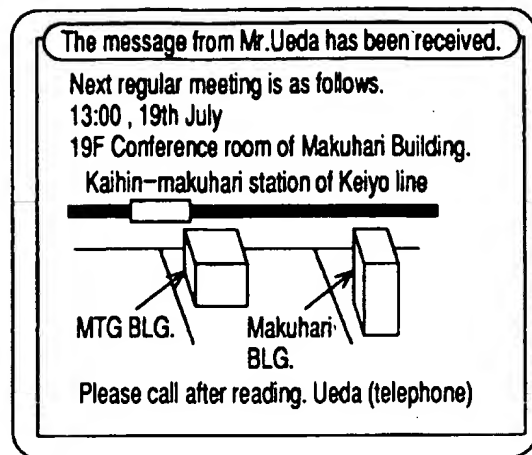 The message from Mr.Ueda has been received.
Next regular meeting is as follows.
13:00 , 19th July
19F Conference room of Makuhari Building.
Kaihin-makuhari station of Keiyo line
MTG BLG.
Makuhari
BLG.
Please call after reading. Ueda (telephone)